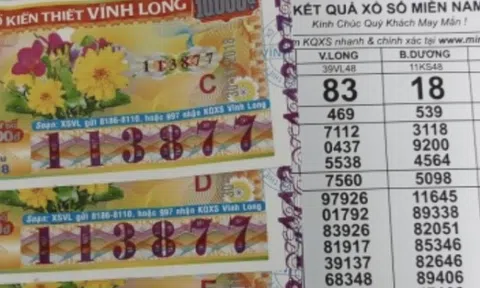 SỐ KIẾN THIẾT VĨNH LONG 10000đ
113877
C
Soạn: XSVL gửi 8186-8110, hoặc 997 nhận KQXS Vĩnh Long
113877
D
Soạn: XSVL gửi 8186-8110, hoặc 997 nhận KQXS Vĩnh Long
113877
KẾT QUẢ XỔ SỐ MIỀN NAM
Kính Chúc Quý Khách May Mắn !
KQXS nhanh & chính xác tại www.min
V.LONG B.DƯƠNG
39VL48 11KS48
83 18
469 539
7112 3118
0437 9200
5538 4564
7560 5098
97926 11645
01792 89338
83926 82051
81917 85346
39137 82646
68348 89406